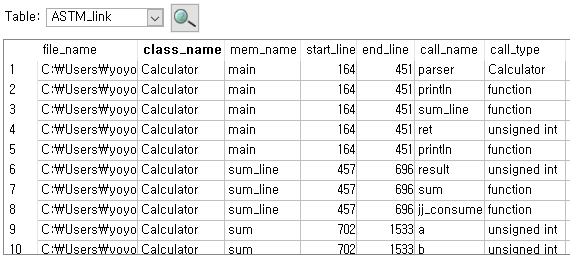 Table: ASTM_link
file_name class_name mem_name start_line end_line call_name call_type
1 C:₩Users₩yoyo Calculator main 164 451 parser Calculator
2 C:₩Users₩yoyo Calculator main 164 451 println function
3 C:₩Users₩yoyo Calculator main 164 451 sum_line function
4 C:₩Users₩yoyo Calculator main 164 451 ret unsigned int
5 C:₩Users₩yoyo Calculator main 164 451 println function
6 C:₩Users₩yoyo Calculator sum_line 457 696 result unsigned int
7 C:₩Users₩yoyo Calculator sum_line 457 696 sum function
8 C:₩Users₩yoyo Calculator sum_line 457 696 jj_consume function
9 C:₩Users₩yoyo Calculator sum 702 1533 a unsigned int
10 C:₩Users₩yoyo Calculator sum 702 1533 b unsigned int